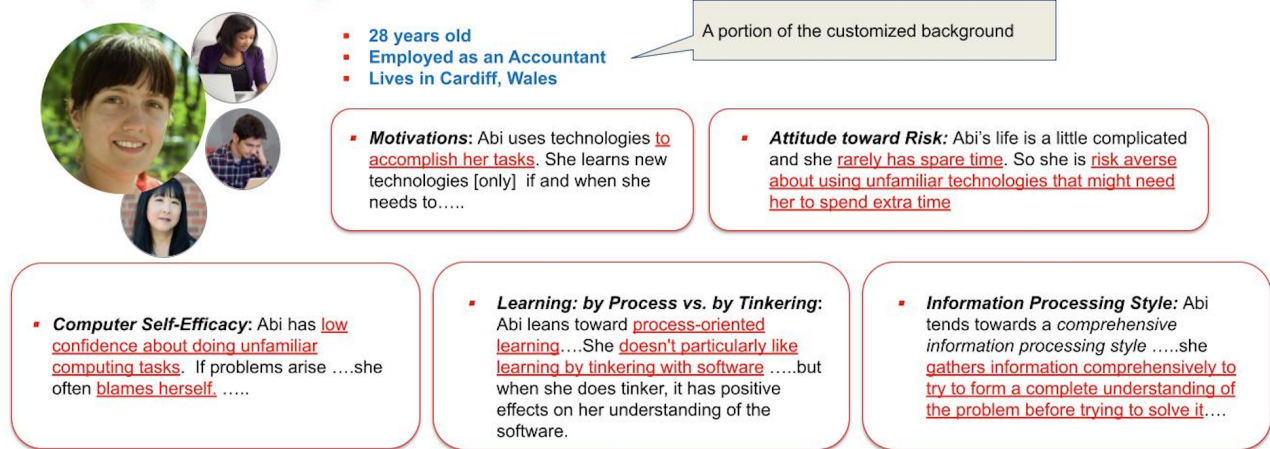 28 years old
Employed as an Accountant
Lives in Cardiff, Wales
A portion of the customized background
Motivations: Abi uses technologies to
accomplish her tasks. She learns new
technologies [only]  if and when she
needs to…..
Attitude toward Risk: Abi's life is a little complicated
and she rarely has spare time. So she is risk averse
about using unfamiliar technologies that might need
her to spend extra time
Computer Self-Efficacy: Abi has low
confidence about doing unfamiliar
computing tasks.  If problems arise ….she
often blames herself. …..
Learning: by Process vs. by Tinkering:
Abi leans toward process-oriented
learning….She doesn't particularly like
learning by tinkering with software …..but
when she does tinker, it has positive
effects on her understanding of the
software.
Information Processing Style: Abi
tends towards a comprehensive
information processing style …..she
gathers information comprehensively to
try to form a complete understanding of
the problem before trying to solve it….